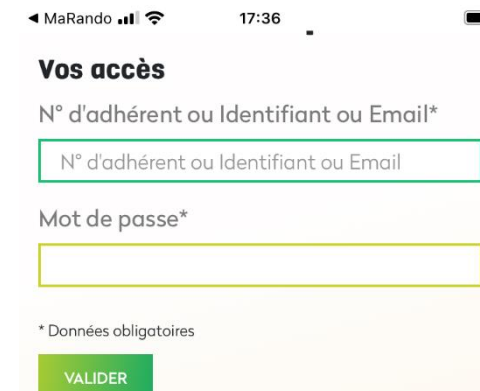 ◀ MaRando 17:36
Vos accès
N° d'adhérent ou Identifiant ou Email*
N° d'adhérent ou Identifiant ou Email
Mot de passe*
* Données obligatoires
VALIDER